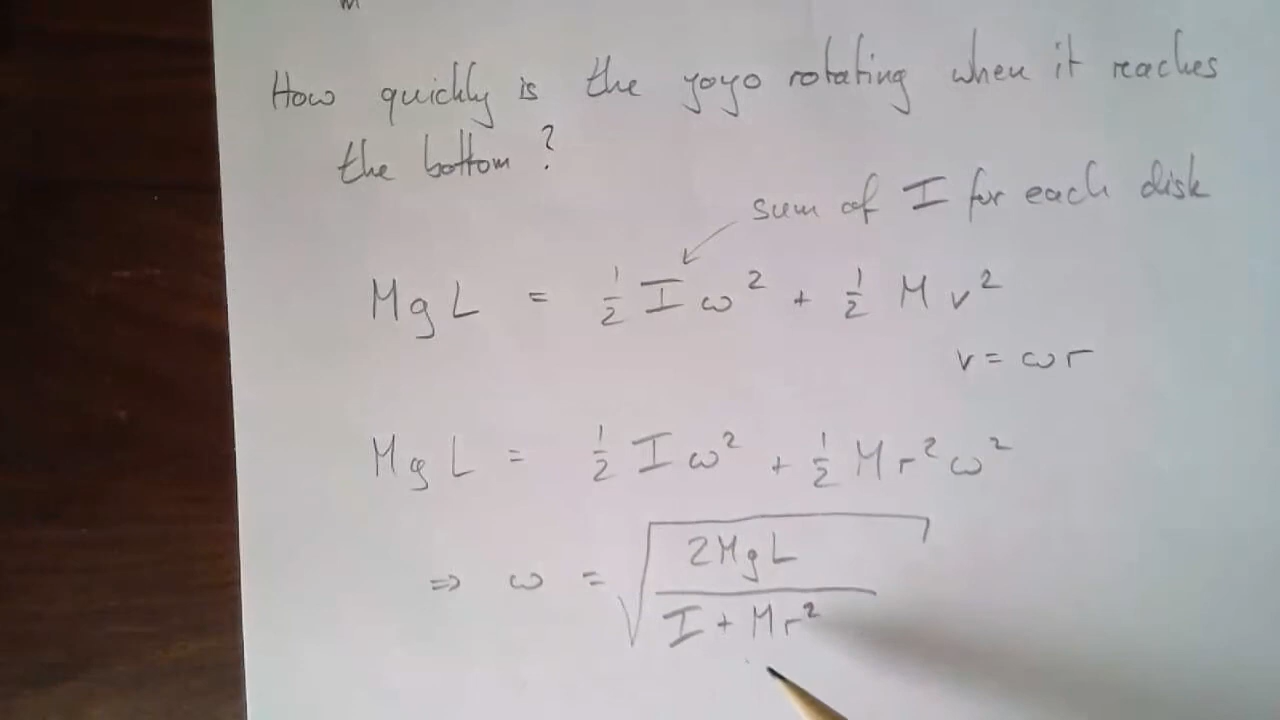 m
How quickly is the yoyo rotating when it reaches
the bottom?
sum of I for each disk
MgL = ½ I ω² + ½ M v²
v = ωr
MgL = ½ I ω² + ½ M r² ω²
⇒ ω = √(2MgL / (I + Mr²))